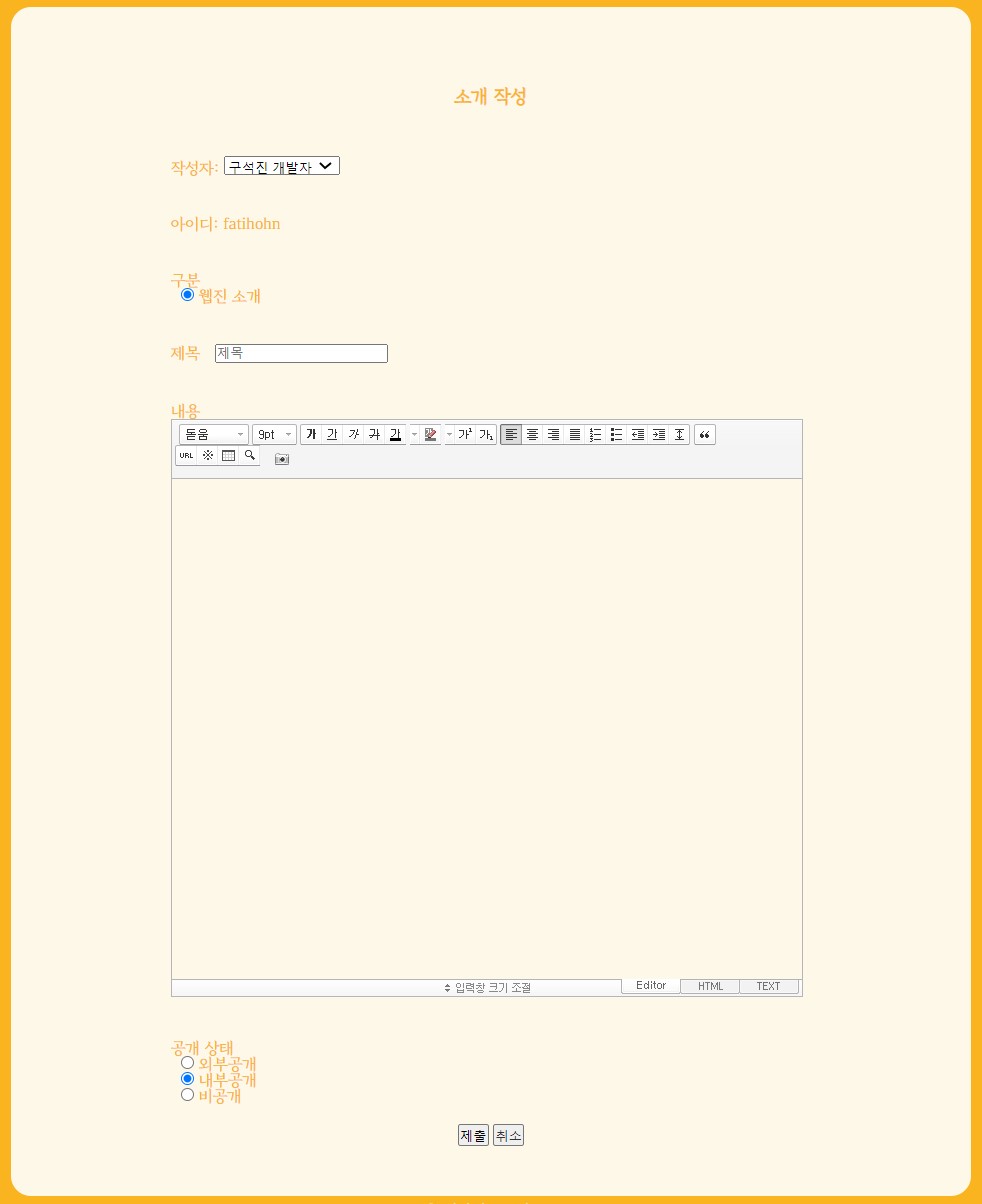 소개 작성
작성자: 구석진 개발자
아이디: fatihohn
구분
웹진 소개
제목 제목
내용
돋움 9pt 가 가 가 가 가 가¹ 가₁ “
URL
입력창 크기 조절 Editor HTML TEXT
공개 상태
외부공개
내부공개
비공개
제출 취소